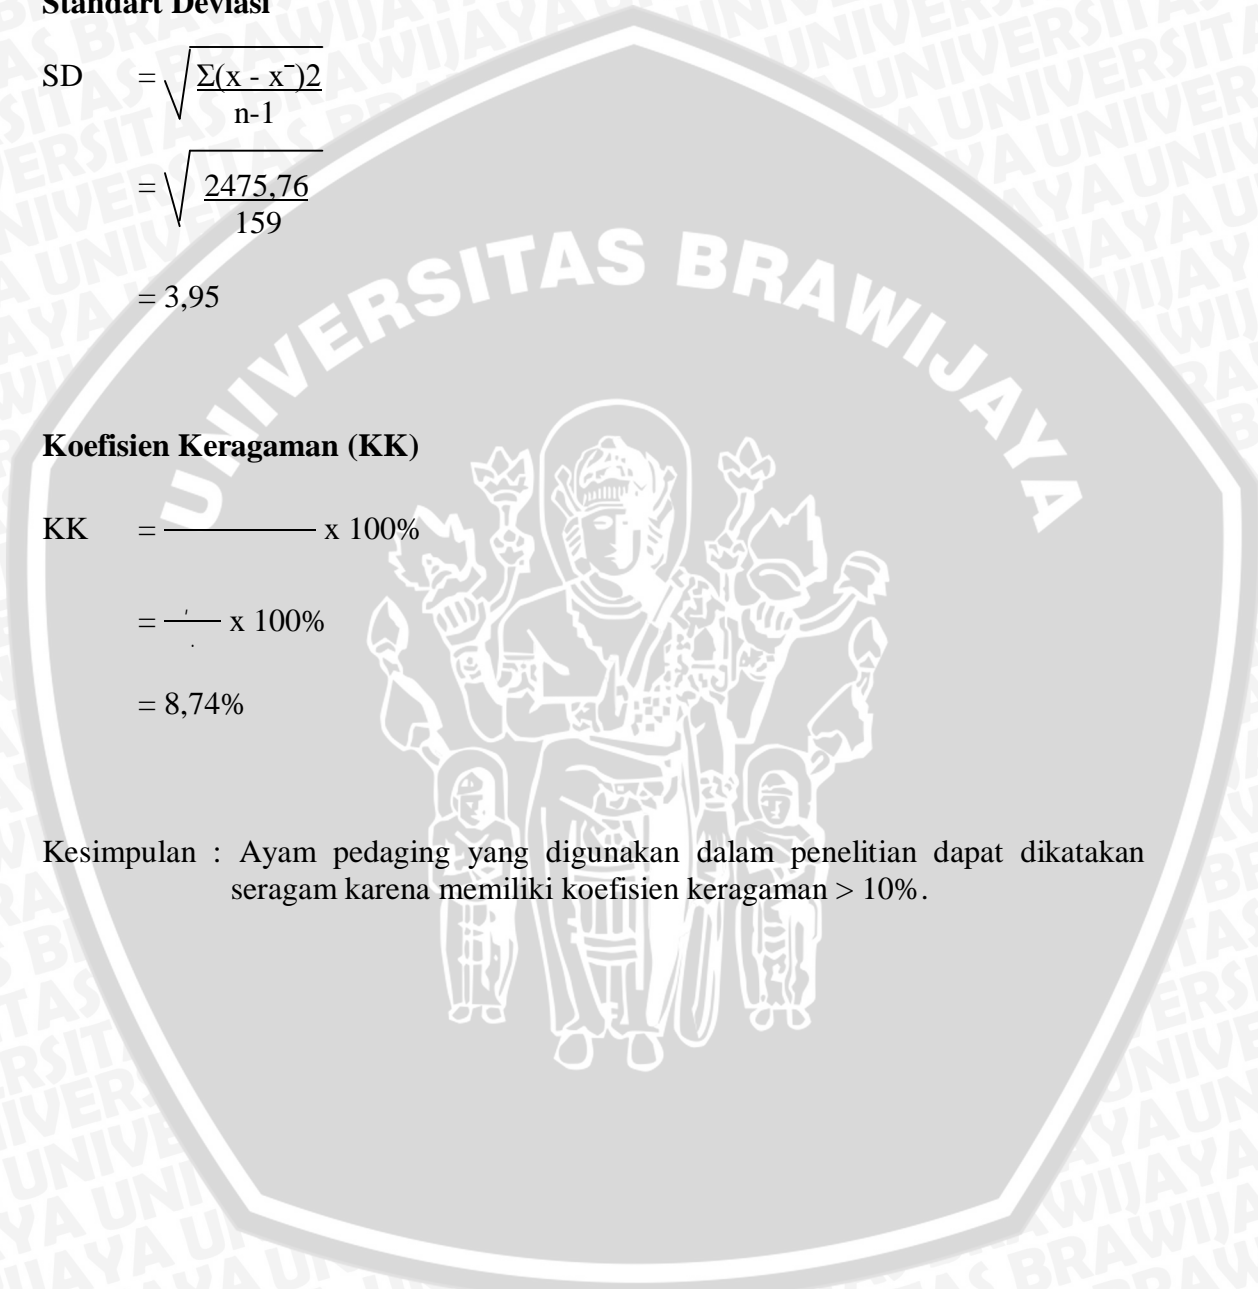 Standart Deviasi
SD = √ Σ(x - x‾)2
n-1
= √ 2475,76
159
= 3,95
Koefisien Keragaman (KK)
KK = ―――― x 100%
= ―― x 100%
= 8,74%
Kesimpulan : Ayam pedaging yang digunakan dalam penelitian dapat dikatakan
seragam karena memiliki koefisien keragaman > 10%.
UNIVERSITAS BRAWIJAYA